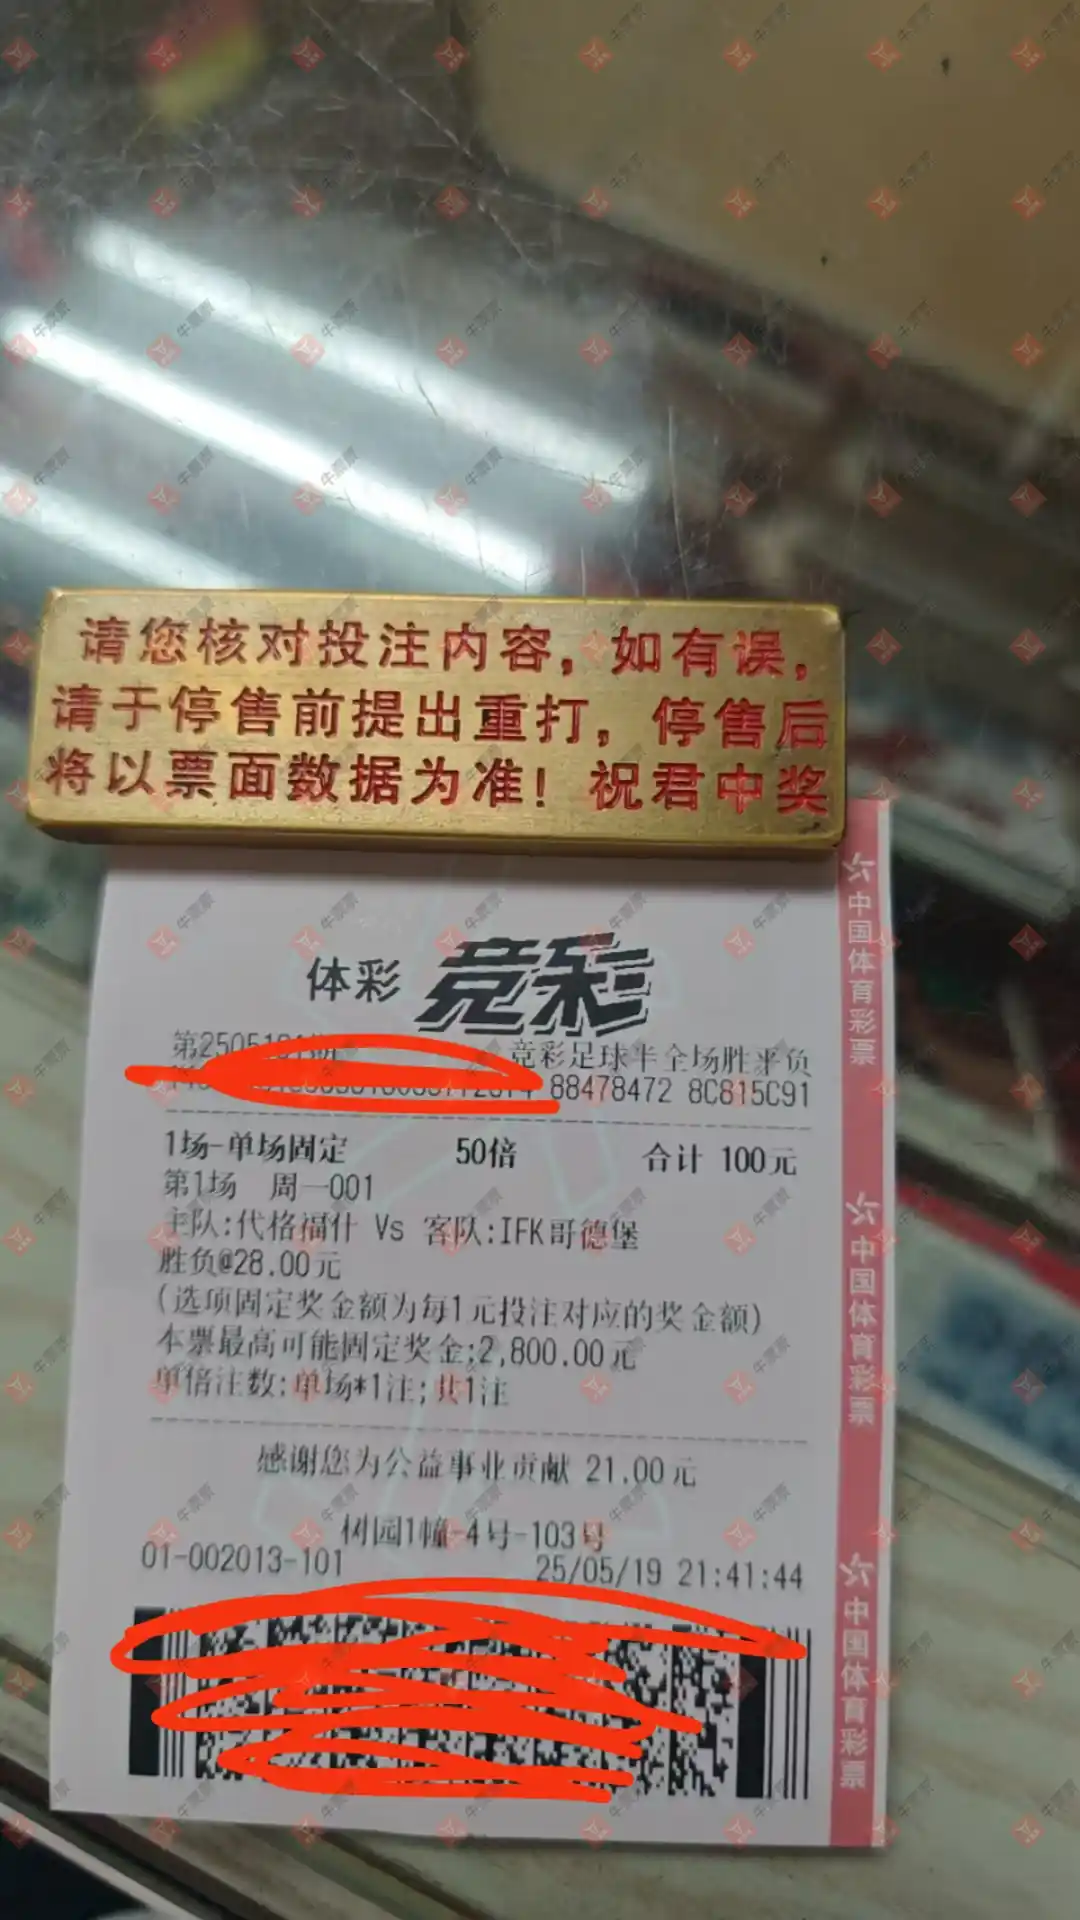 请您核对投注内容，如有误，
请于停售前提出重打，停售后
将以票面数据为准！祝君中奖
体彩 竞彩
竞彩足球半全场胜平负
88478472 8C815C91
1场-单场固定 50倍 合计 100元
第1场 周一001
主队:代格福什 Vs 客队:IFK哥德堡
胜负@28.00元
(选项固定奖金额为每1元投注对应的奖金额)
本票最高可能固定奖金:2,800.00元
单倍注数:单场*1注;共1注
感谢您为公益事业贡献 21.00元
树园1幢-4号-103号
01-002013-101 25/05/19 21:41:44
中国体育彩票
中国体育彩票
中国体育彩票
牛票票